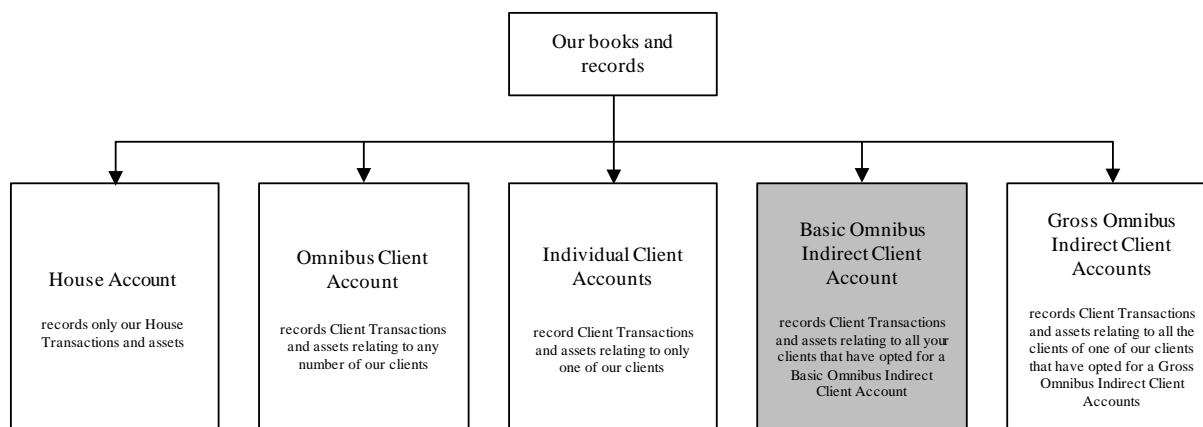 Our books and
records
House Account
records only our House
Transactions and assets
Omnibus Client
Account
records Client Transactions
and assets relating to any
number of our clients
Individual Client
Accounts
record Client Transactions
and assets relating to only
one of our clients
Basic Omnibus
Indirect Client
Account
records Client Transactions
and assets relating to all your
clients that have opted for a
Basic Omnibus Indirect
Client Account
Gross Omnibus
Indirect Client
Accounts
records Client Transactions
and assets relating to all the
clients of one of our clients
that have opted for a Gross
Omnibus Indirect Client
Accounts